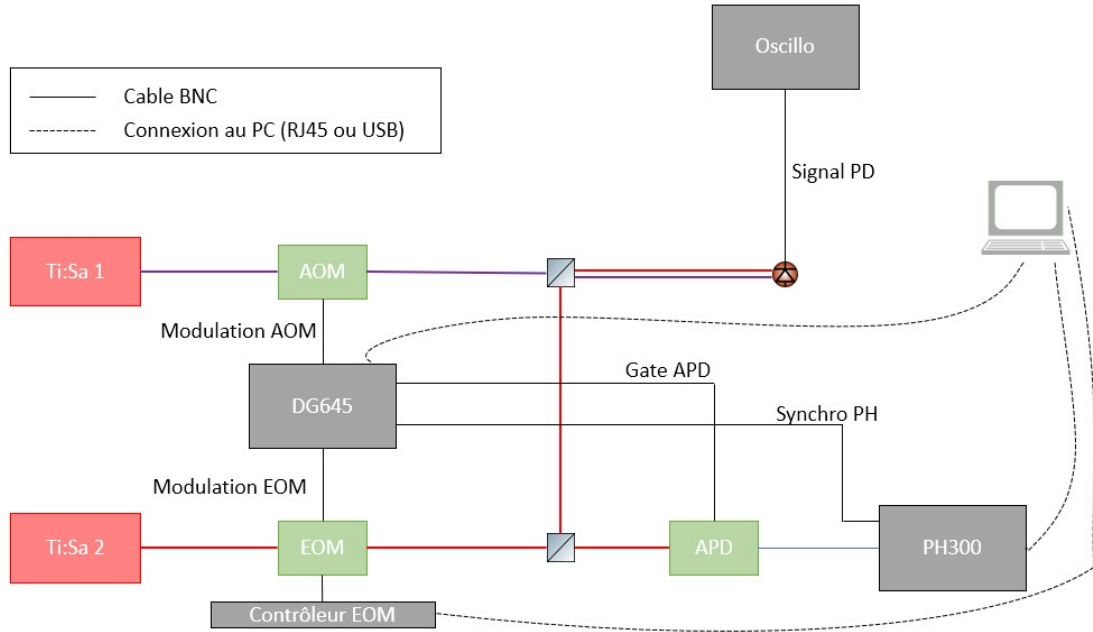 Oscillo
Cable BNC
Connexion au PC (RJ45 ou USB)
Signal PD
Ti:Sa 1
AOM
Modulation AOM
Gate APD
DG645
Synchro PH
Modulation EOM
Ti:Sa 2
EOM
APD
PH300
Contrôleur EOM